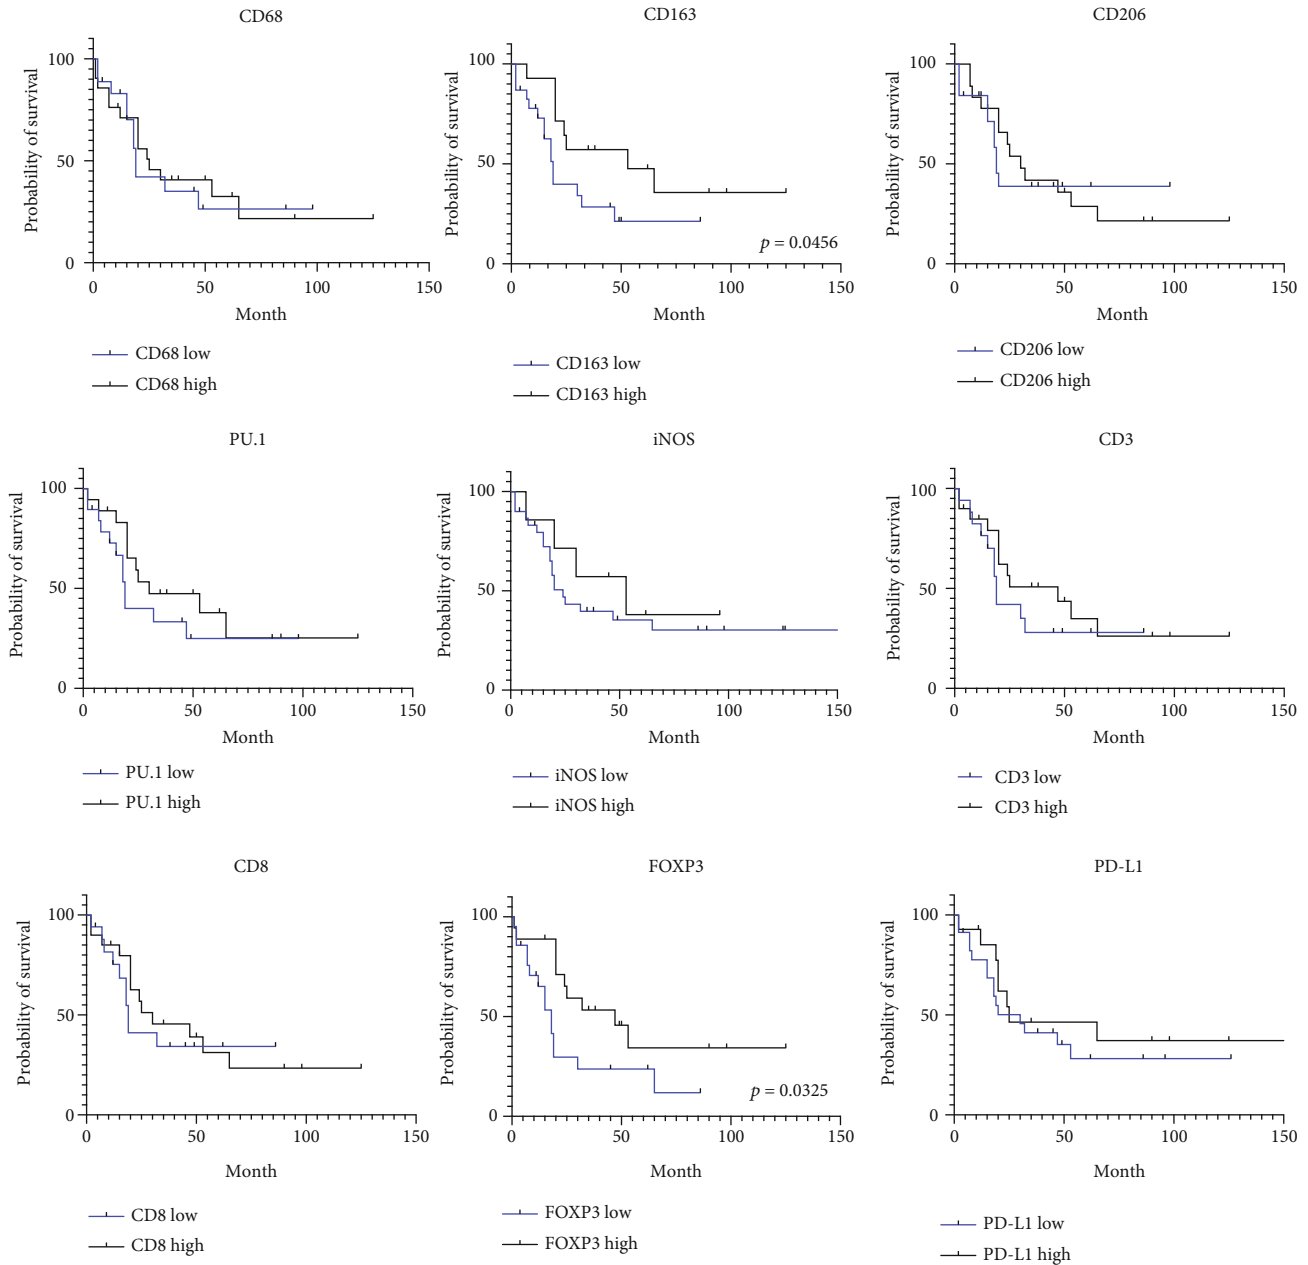 CD68
Probability of survival
100
50
0
0 50 100 150
Month
CD68 low
CD68 high
CD163
Probability of survival
100
50
0
p = 0.0456
0 50 100 150
Month
CD163 low
CD163 high
CD206
Probability of survival
100
50
0
0 50 100 150
Month
CD206 low
CD206 high
PU.1
Probability of survival
100
50
0
0 50 100 150
Month
PU.1 low
PU.1 high
iNOS
Probability of survival
100
50
0
0 50 100 150
Month
iNOS low
iNOS high
CD3
Probability of survival
100
50
0
0 50 100 150
Month
CD3 low
CD3 high
CD8
Probability of survival
100
50
0
0 50 100 150
Month
CD8 low
CD8 high
FOXP3
Probability of survival
100
50
0
p = 0.0325
0 50 100 150
Month
FOXP3 low
FOXP3 high
PD-L1
Probability of survival
100
50
0
0 50 100 150
Month
PD-L1 low
PD-L1 high